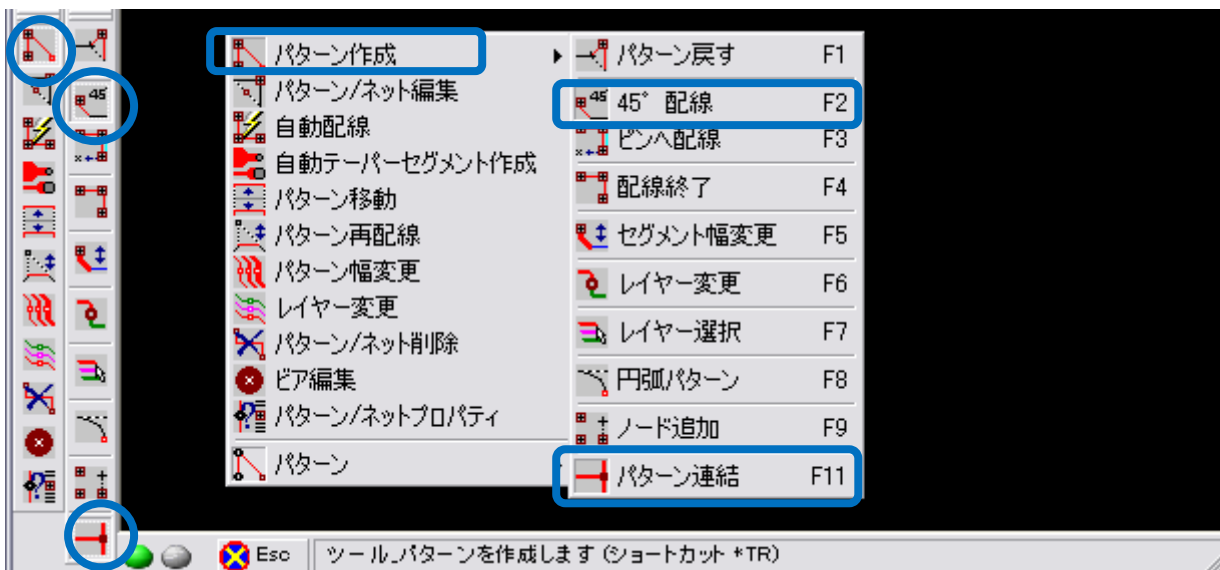 45
パターン作成
パターン/ネット編集
自動配線
自動テーパーセグメント作成
パターン移動
パターン再配線
パターン幅変更
レイヤー変更
パターン/ネット削除
ビア編集
パターン/ネットプロパティ
パターン
パターン戻す F1
45 45° 配線 F2
ピンへ配線 F3
配線終了 F4
セグメント幅変更 F5
レイヤー変更 F6
レイヤー選択 F7
円弧パターン F8
ノード追加 F9
パターン連結 F11
Esc ツール_パターンを作成します (ショートカット *TR)